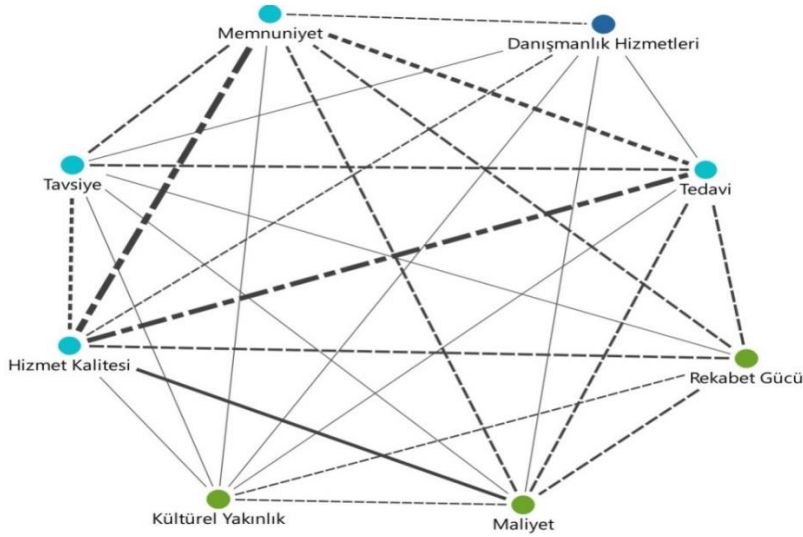 Memnuniyet
Danışmanlık Hizmetleri
Tavsiye
Tedavi
Hizmet Kalitesi
Rekabet Gücü
Kültürel Yakınlık
Maliyet